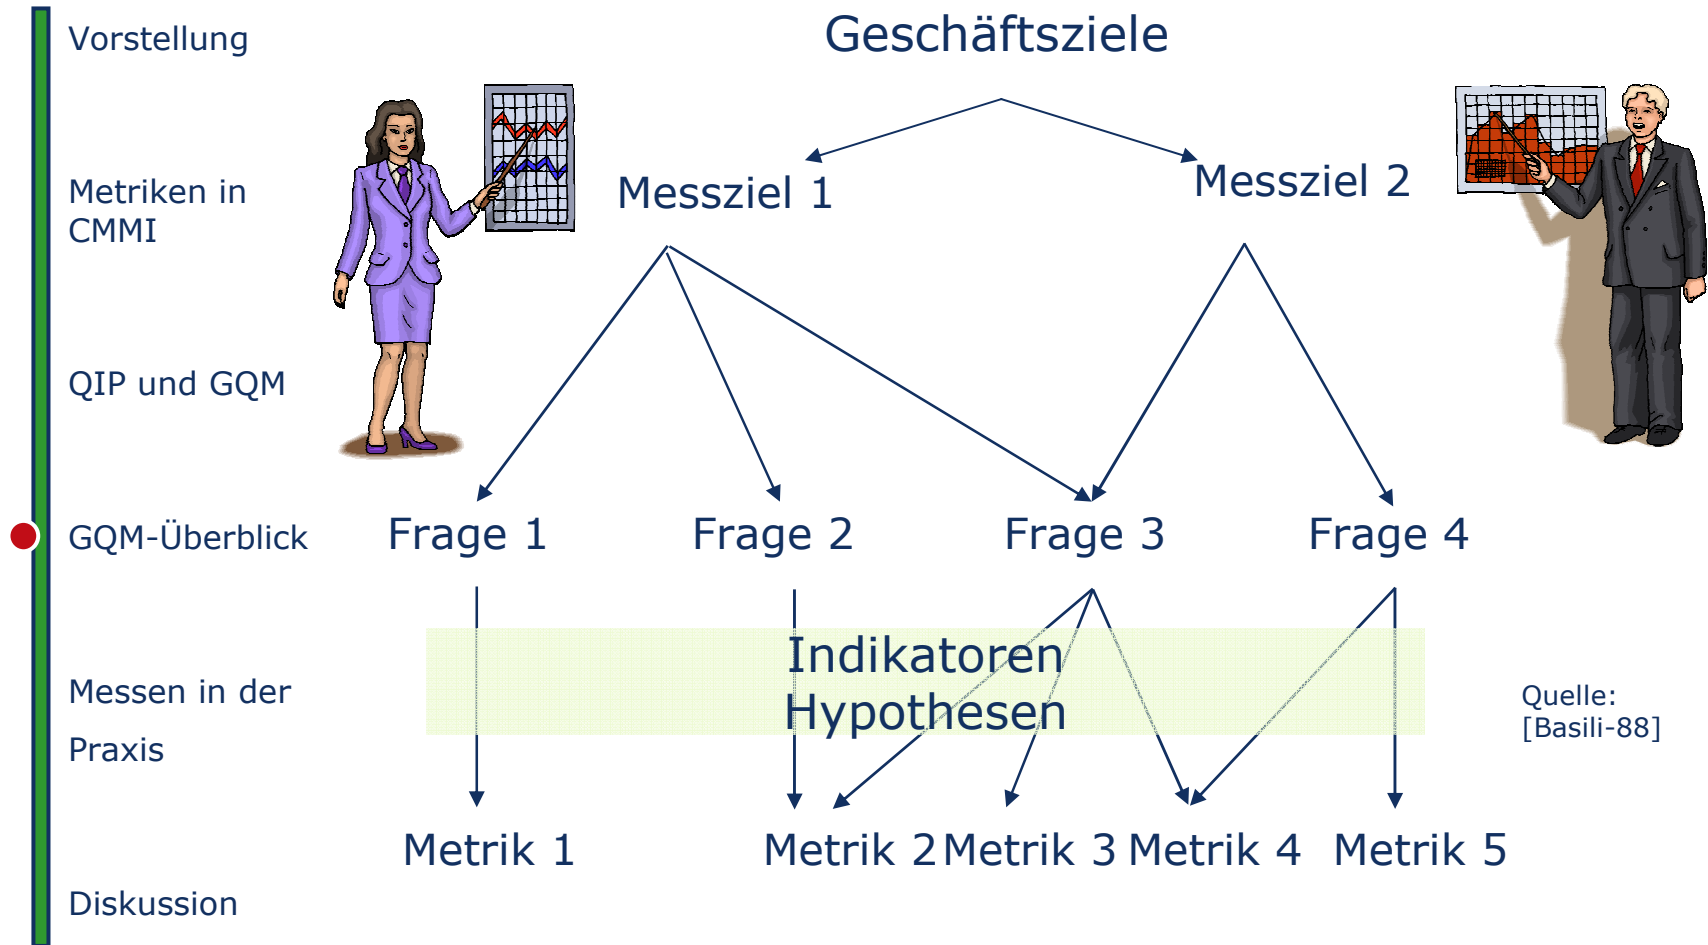 Vorstellung
Metriken in
CMMI
QIP und GQM
GQM-Überblick
Messen in der
Praxis
Diskussion
Geschäftsziele
Messziel 1
Messziel 2
Frage 1
Frage 2
Frage 3
Frage 4
Indikatoren
Hypothesen
Metrik 1
Metrik 2
Metrik 3
Metrik 4
Metrik 5
Quelle:
[Basili-88]